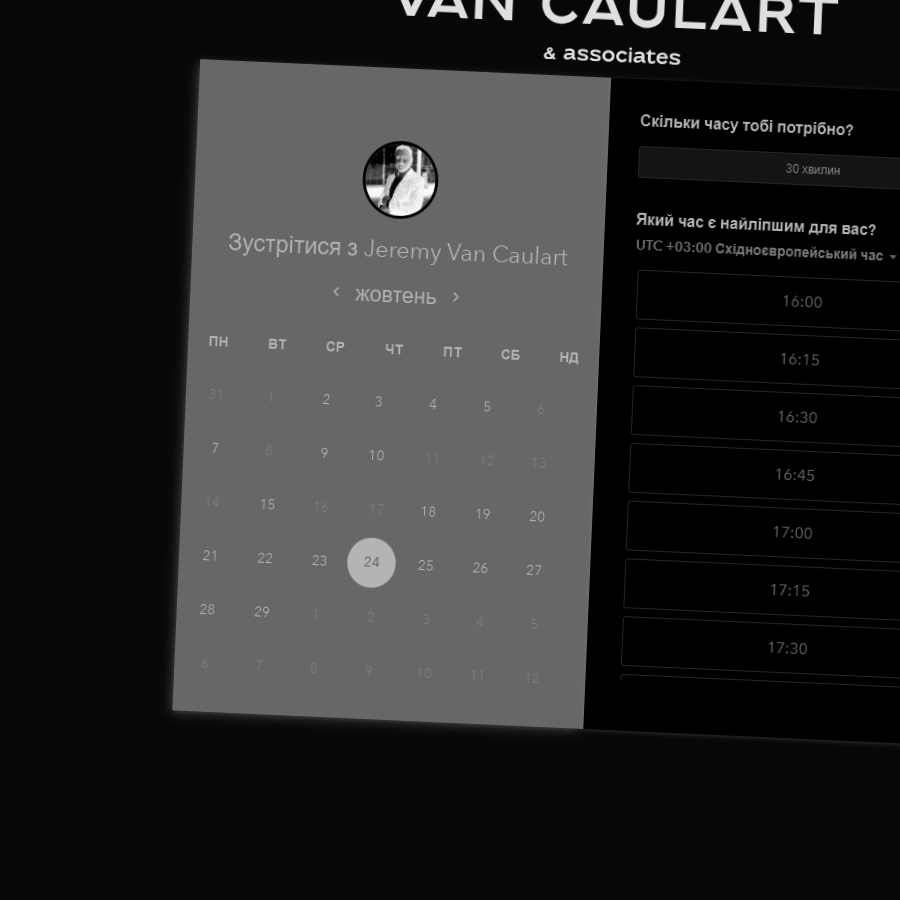 VAN CAULART
& associates
Зустрітися з Jeremy Van Caulart
жовтень
ПН ВТ СР ЧТ ПТ СБ НД
31 1 2 3 4 5 6
7 8 9 10 11 12 13
14 15 16 17 18 19 20
21 22 23 24 25 26 27
28 29 1 2 3 4 5
6 7 8 9 10 11 12
Скільки часу тобі потрібно?
30 хвилин
Який час є найліпшим для вас?
UTC +03:00 Східноєвропейський час
16:00
16:15
16:30
16:45
17:00
17:15
17:30